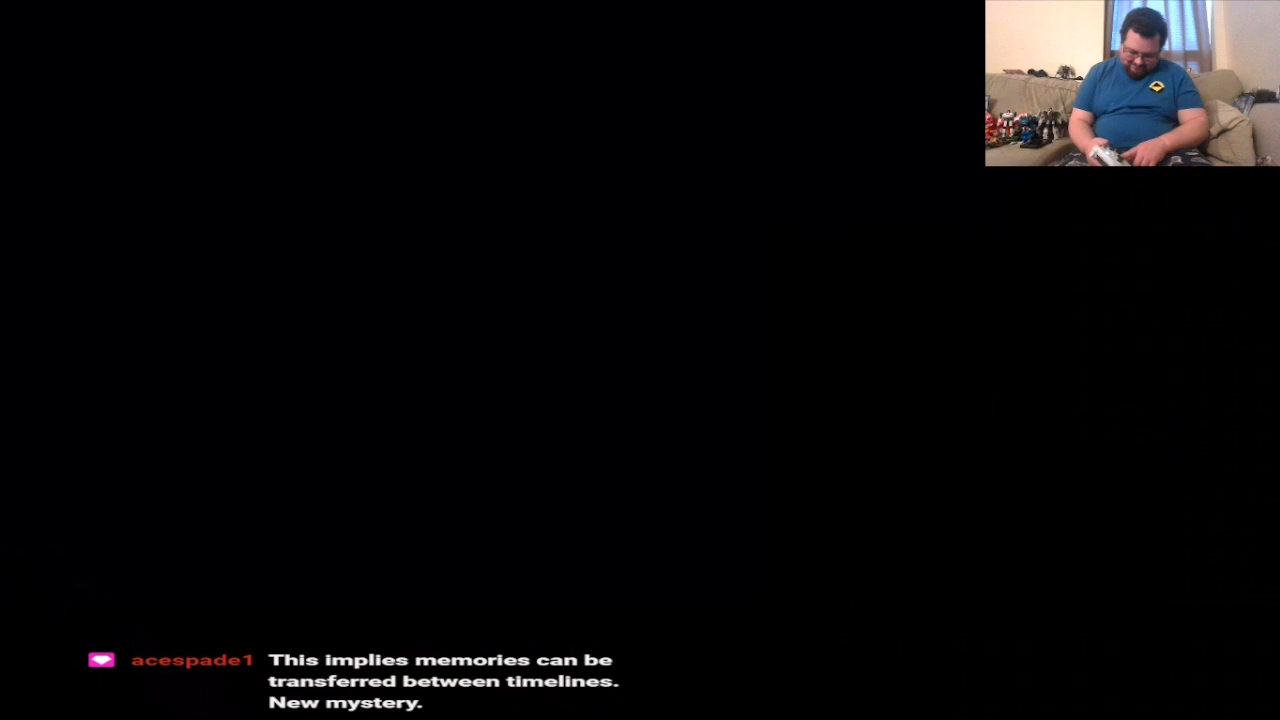 acespade1 This implies memories can be
transferred between timelines.
New mystery.